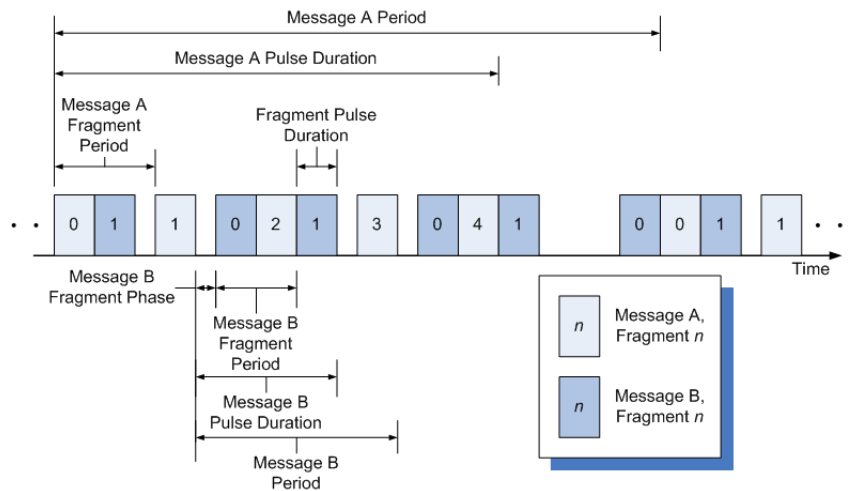 Message A Period
Message A Pulse Duration
Message A
Fragment
Period
Fragment Pulse
Duration
. . 0 1 1 0 2 1 3 0 4 1 0 0 1 1 . .
Time
Message B
Fragment Phase
Message B
Fragment
Period
Message B
Pulse Duration
Message B
Period
n
Message A,
Fragment n
n
Message B,
Fragment n